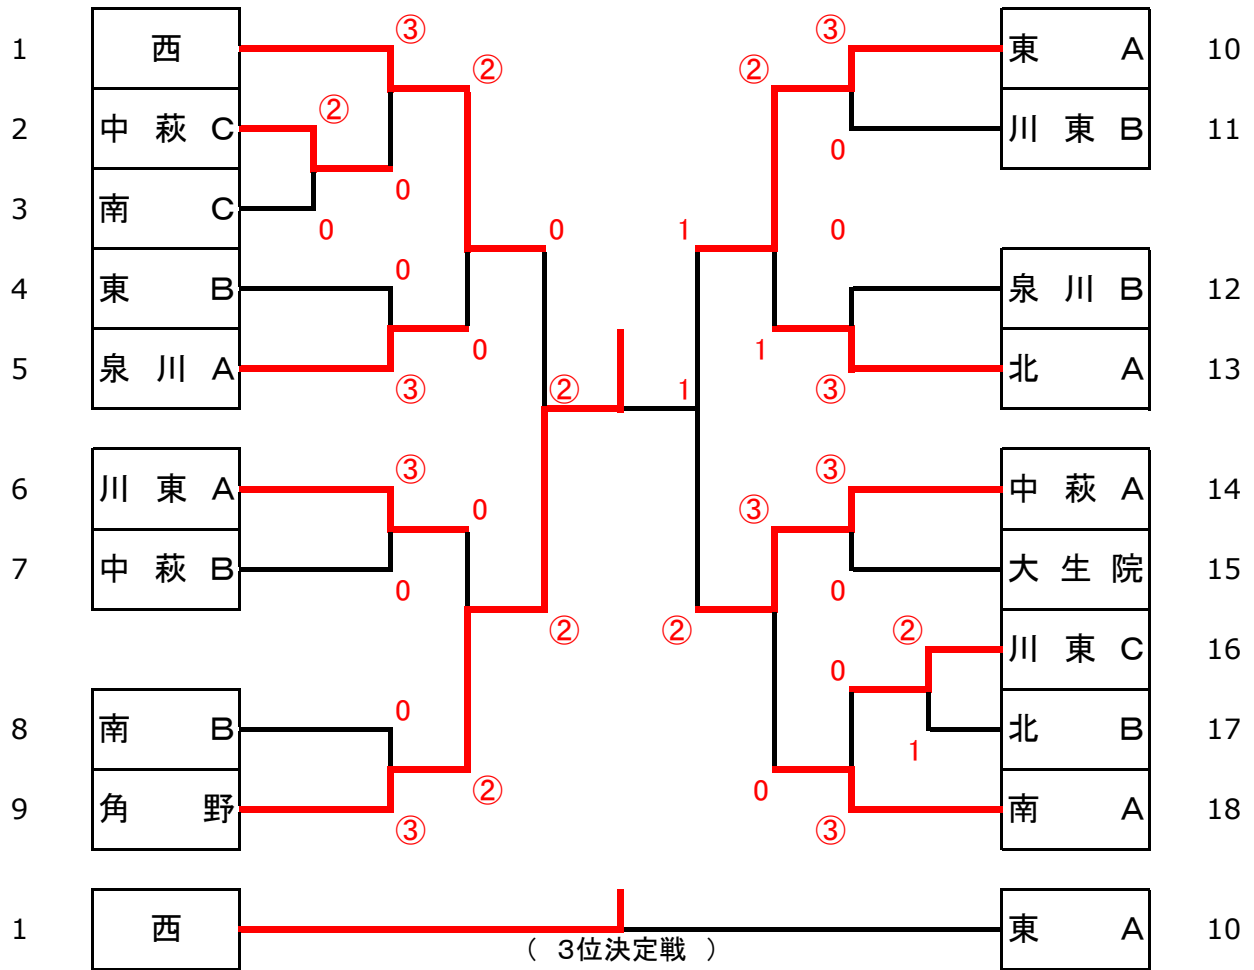 ③ ③
1 西 ② ② 東 A 10
2 中 萩 C ② 川 東 B 11
0
0
3 南 C 0 0 1 0
0
4 東 B 泉 川 B 12
0 1
5 泉 川 A ③ ② 1 ③ 北 A 13
③ ③
6 川 東 A 0 ③ 中 萩 A 14
7 中 萩 B 0 0 大 生 院 15
② ② ②
0 川 東 C 16
0
8 南 B 1 北 B 17
② 0
9 角 野 ③ ③ 南 A 18
1 西 東 A 10
（ 3位決定戦 ）